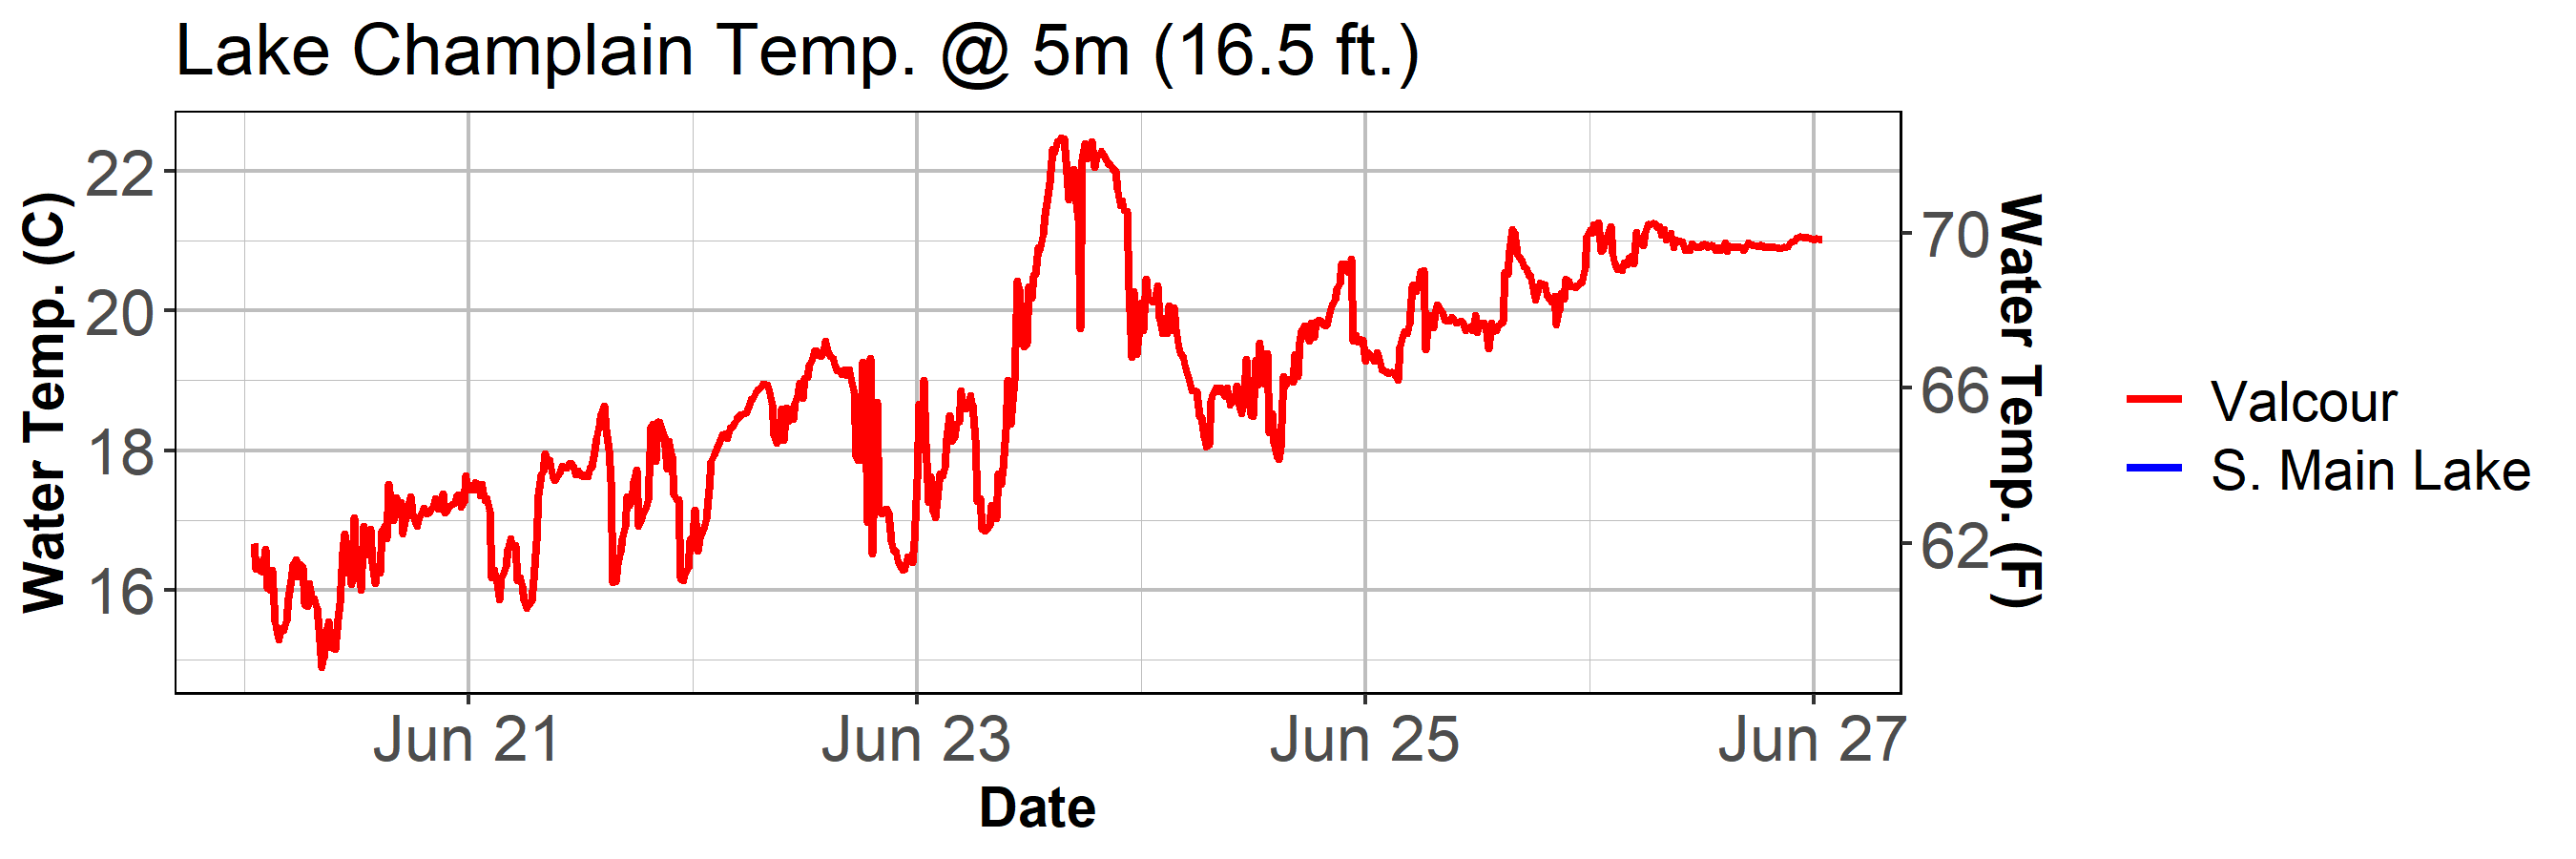 Lake Champlain Temp. @ 5m (16.5 ft.)
Water Temp. (C)
22
20
18
16
70
66
62
Water Temp. (F)
Jun 21
Jun 23
Jun 25
Jun 27
Date
Valcour
S. Main Lake